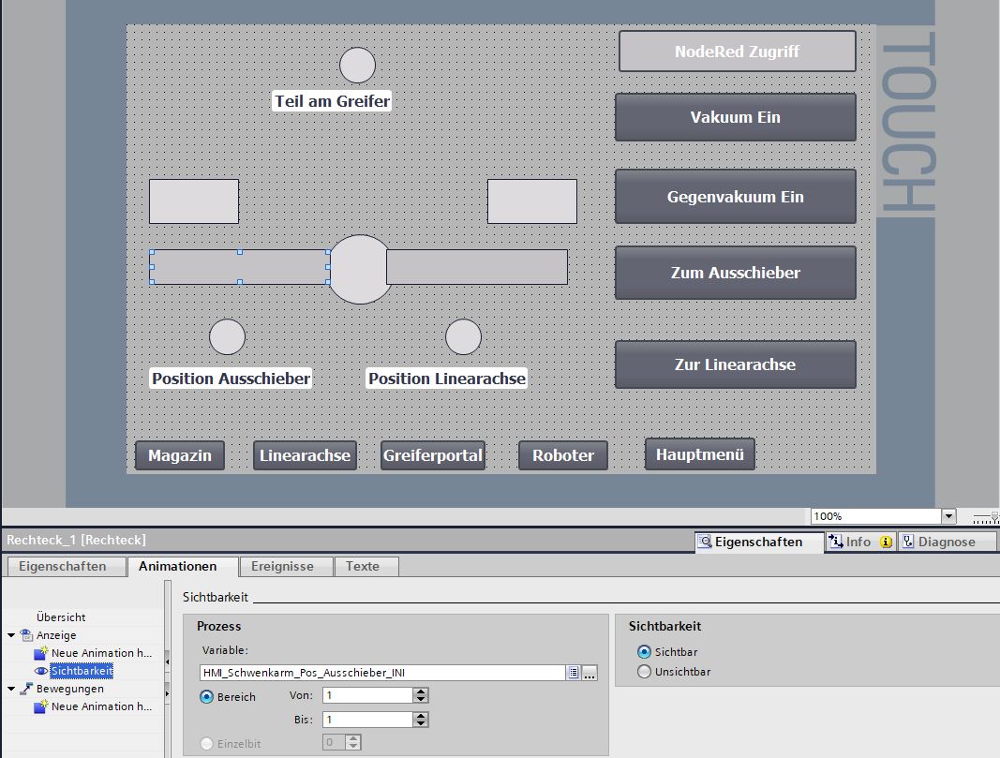 NodeRed Zugriff
TOUCH
Teil am Greifer
Vakuum Ein
Gegenvakuum Ein
Zum Ausschieber
Zur Linearachse
Position Ausschieber
Position Linearachse
Magazin
Linearachse
Greiferportal
Roboter
Hauptmenü
100%
Rechteck_1 [Rechteck]
Eigenschaften
Info
Diagnose
Eigenschaften
Animationen
Ereignisse
Texte
Übersicht
Anzeige
Neue Animation h...
Sichtbarkeit
Bewegungen
Neue Animation h...
Sichtbarkeit
Prozess
Variable:
HMI_Schwenkarm_Pos_Ausschieber_INI
...
Bereich
Von:
1
Bis:
1
Einzelbit
0
Sichtbarkeit
Sichtbar
Unsichtbar